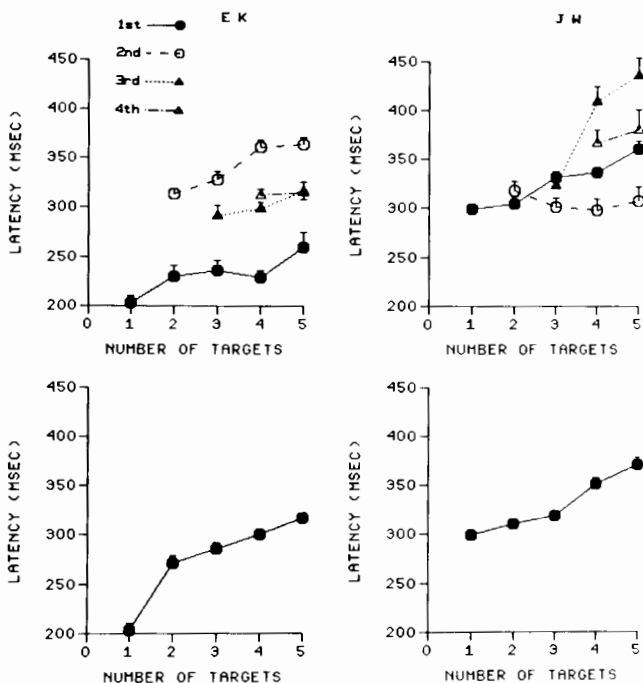 E K
J W
1st
2nd
3rd
4th
450
400
350
300
250
200
0 1 2 3 4 5
LATENCY (MSEC)
NUMBER OF TARGETS
450
400
350
300
250
200
0 1 2 3 4 5
LATENCY (MSEC)
NUMBER OF TARGETS
450
400
350
300
250
200
0 1 2 3 4 5
LATENCY (MSEC)
NUMBER OF TARGETS
450
400
350
300
250
200
0 1 2 3 4 5
LATENCY (MSEC)
NUMBER OF TARGETS